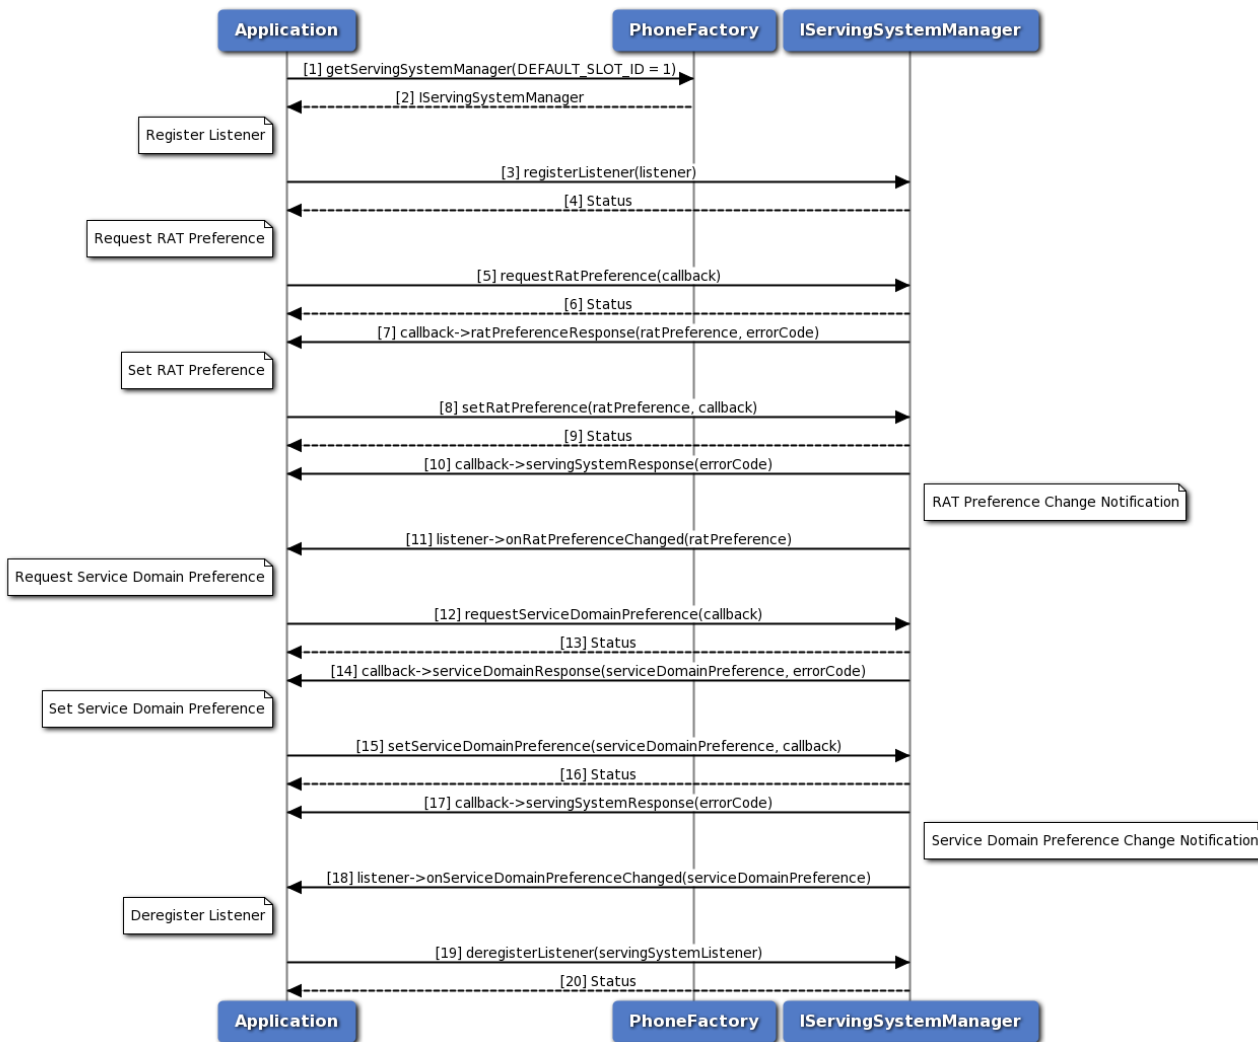 Application
PhoneFactory
IServingSystemManager
[1] getServingSystemManager(DEFAULT_SLOT_ID = 1)
[2] IServingSystemManager
Register Listener
[3] registerListener(listener)
[4] Status
Request RAT Preference
[5] requestRatPreference(callback)
[6] Status
[7] callback->ratPreferenceResponse(ratPreference, errorCode)
Set RAT Preference
[8] setRatPreference(ratPreference, callback)
[9] Status
[10] callback->servingSystemResponse(errorCode)
RAT Preference Change Notification
[11] listener->onRatPreferenceChanged(ratPreference)
Request Service Domain Preference
[12] requestServiceDomainPreference(callback)
[13] Status
[14] callback->serviceDomainResponse(serviceDomainPreference, errorCode)
Set Service Domain Preference
[15] setServiceDomainPreference(serviceDomainPreference, callback)
[16] Status
[17] callback->servingSystemResponse(errorCode)
Service Domain Preference Change Notification
[18] listener->onServiceDomainPreferenceChanged(serviceDomainPreference)
Deregister Listener
[19] deregisterListener(servingSystemListener)
[20] Status
Application
PhoneFactory
IServingSystemManager